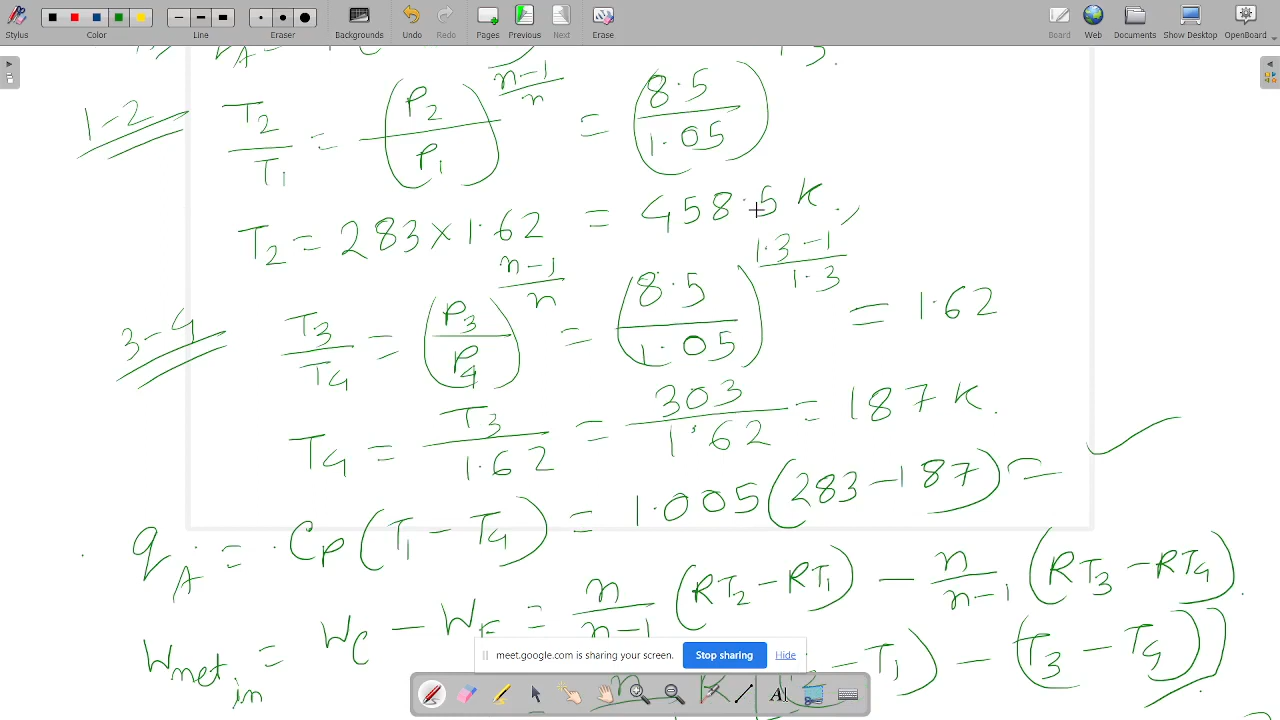 Stylus Color Line Eraser Backgrounds Undo Redo Pages Previous Next Erase Board Web Documents Show Desktop OpenBoard
1-2 T2/T1 = (P2/P1)^(n-1)/n = (8.5/1.05)
T2 = 283 × 1.62 = 458.5 K.,
3-4 T3/T4 = (P3/P4)^(n-1)/n = (8.5/1.05)^(1.3-1)/1.3 = 1.62
T4 = T3/1.62 = 303/1.62 = 187 K.
qA = CP(T1 - T4) = 1.005(283 - 187) =
Wnet in = WC - WE = n/n-1 (RT2 - RT1) - n/n-1 (RT3 - RT4).
- T1) - (T3 - T4)]
meet.google.com is sharing your screen. Stop sharing Hide